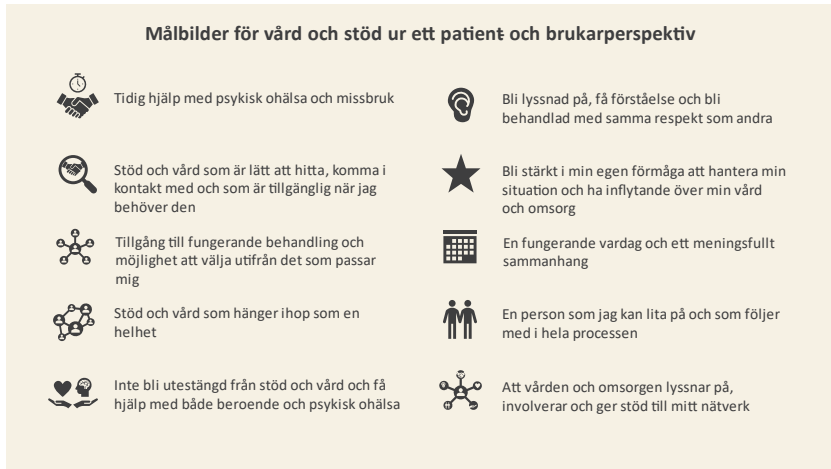 Målbilder för vård och stöd ur ett patient- och brukarperspektiv
Tidig hjälp med psykisk ohälsa och missbruk
Stöd och vård som är lätt att hitta, komma i
kontakt med och som är tillgänglig när jag
behöver den
Tillgång till fungerande behandling och
möjlighet att välja utifrån det som passar
mig
Stöd och vård som hänger ihop som en
helhet
Inte bli utestängd från stöd och vård och få
hjälp med både beroende och psykisk ohälsa
Bli lyssnad på, få förståelse och bli
behandlad med samma respekt som andra
Bli stärkt i min egen förmåga att hantera min
situation och ha inflytande över min vård
och omsorg
En fungerande vardag och ett meningsfullt
sammanhang
En person som jag kan lita på och som följer
med i hela processen
Att vården och omsorgen lyssnar på,
involverar och ger stöd till mitt nätverk